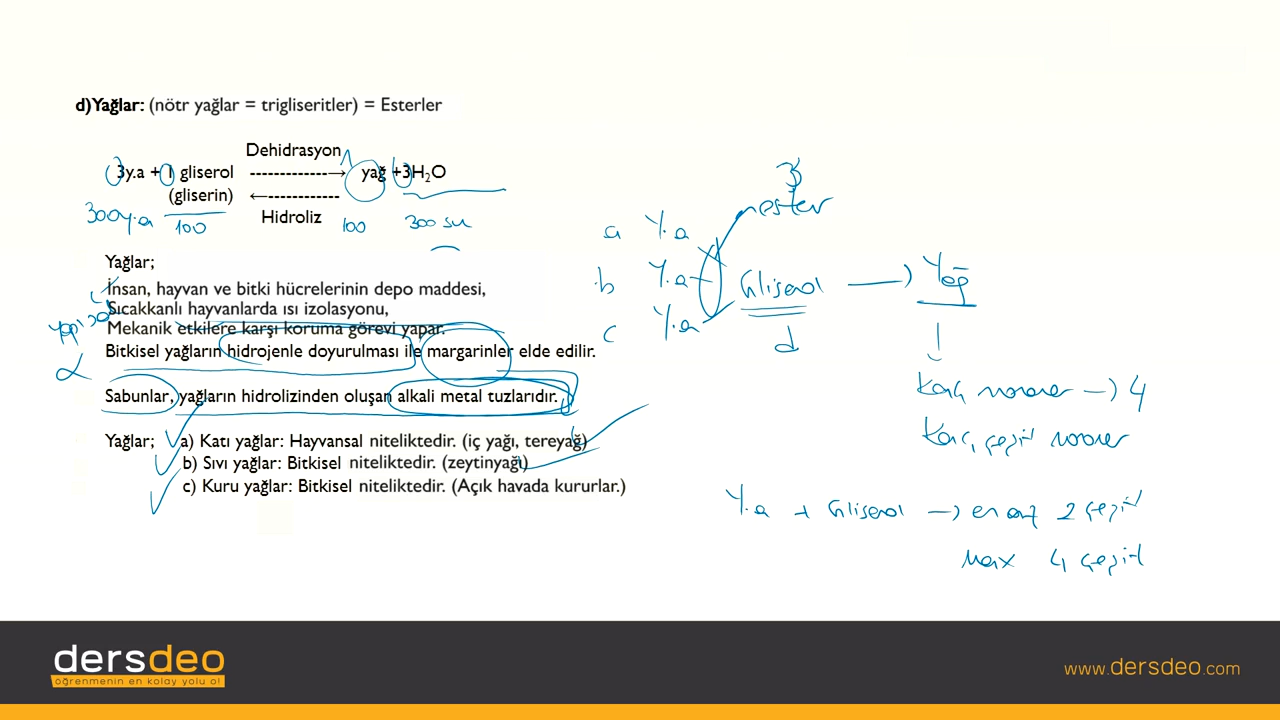 d)Yağlar: (nötr yağlar = trigliseritler) = Esterler
Dehidrasyon
3y.a + 1 gliserol -------------→ yağ +3H₂O
(gliserin) ←------------
Hidroliz
300 y.a 100 100 300 su
3
ester
a Y.a
b Y.a Gliserol → Yağ
c Y.a
d
Yağlar;
İnsan, hayvan ve bitki hücrelerinin depo maddesi,
Sıcakkanlı hayvanlarda ısı izolasyonu,
Mekanik etkilere karşı koruma görevi yapar.
Bitkisel yağların hidrojenle doyurulması ile margarinler elde edilir.
Sabunlar, yağların hidrolizinden oluşan alkali metal tuzlarıdır.
Yağlar; a) Katı yağlar: Hayvansal niteliktedir. (iç yağı, tereyağ)
b) Sıvı yağlar: Bitkisel niteliktedir. (zeytinyağı)
c) Kuru yağlar: Bitkisel niteliktedir. (Açık havada kururlar.)
kaç monomer → 4
kaç çeşit monomer
Y.a + Gliserol → en az 2 çeşit
max 4 çeşit
dersdeo
öğrenmenin en kolay yolu o!
www.dersdeo.com